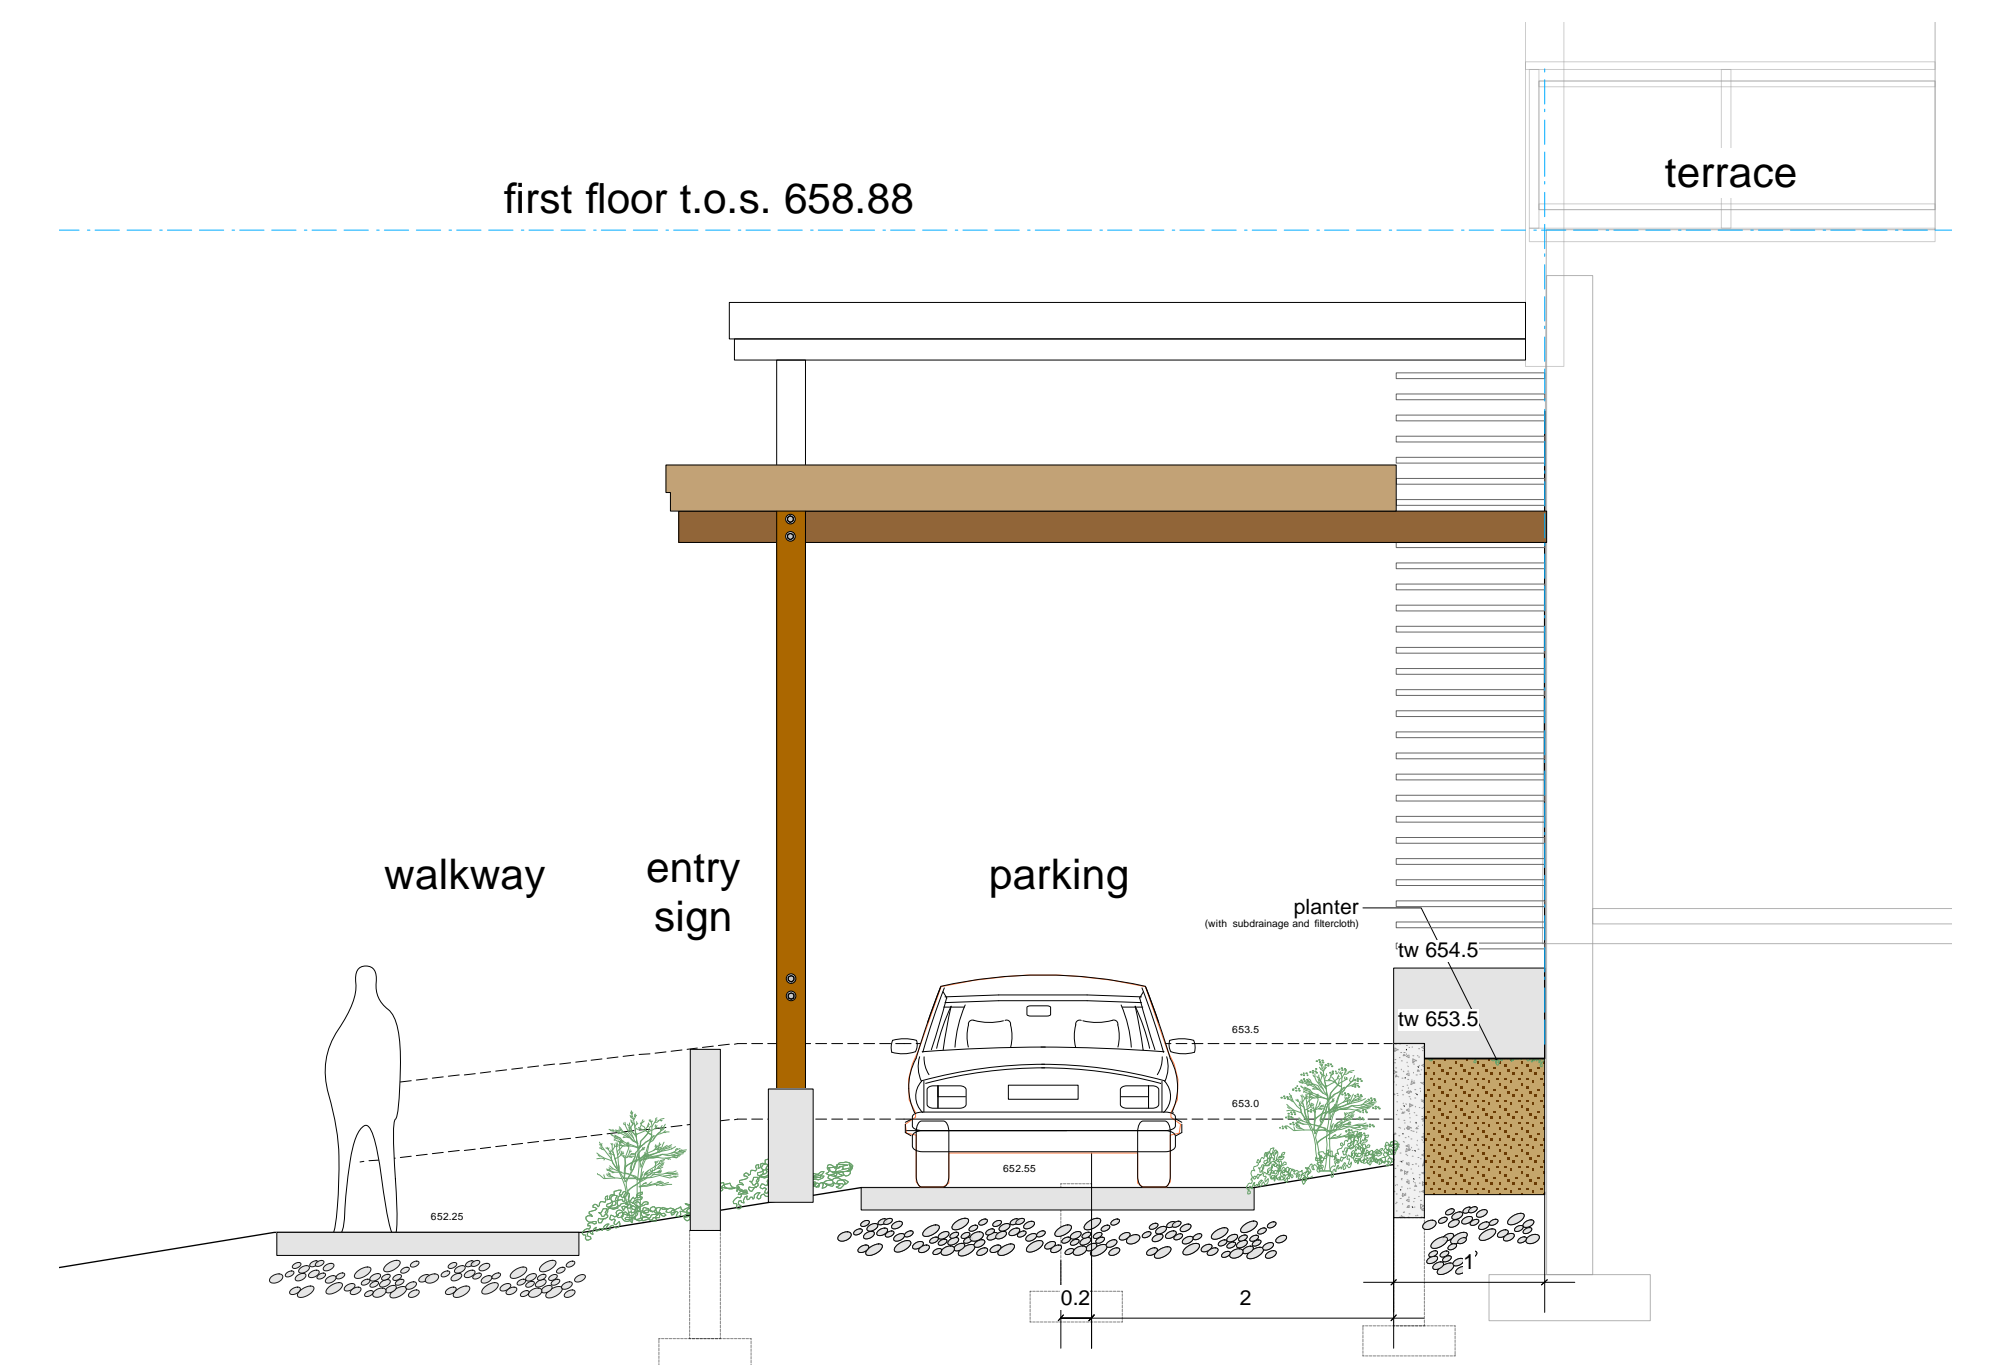 terrace
first floor t.o.s. 658.88
walkway
entry
sign
parking
planter
(with subdrainage and filtercloth)
tw 654.5
tw 653.5
653.5
653.0
652.55
652.25
1'
0.2
2